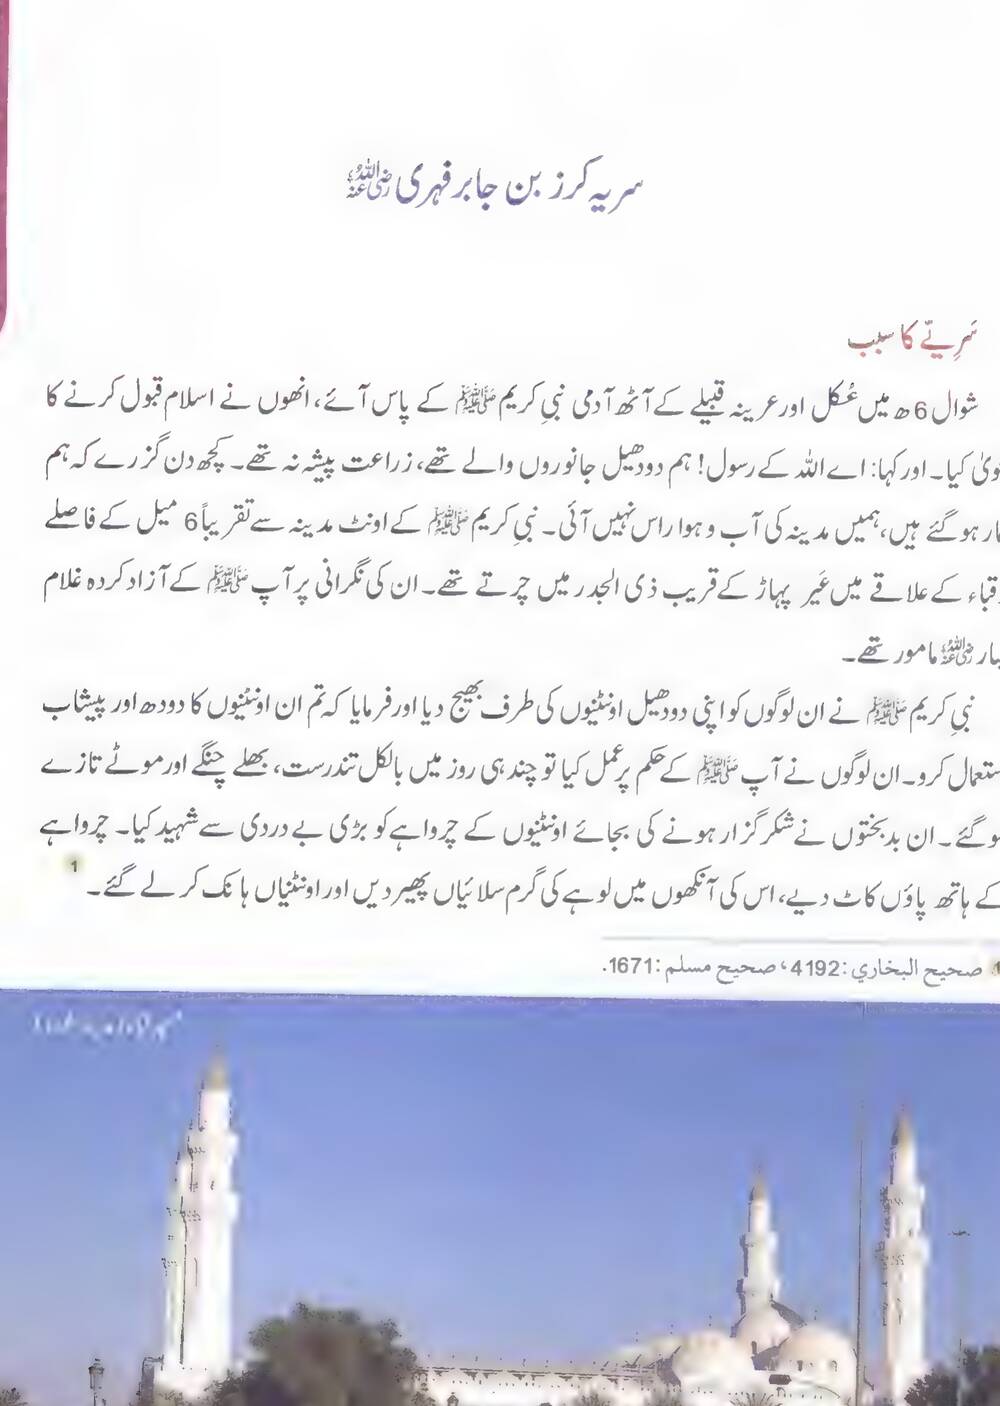 سریہ کرز بن جابر فہری رضی اللہ عنہ
سَرِیّے کا سبب
شوال 6ھ میں عُکل اور عرینہ قبیلے کے آٹھ آدمی نبیِ کریم ﷺ کے پاس آئے، انھوں نے اسلام قبول کرنے کا
کیا۔ اور کہا: اے اللہ کے رسول! ہم دودھیل جانوروں والے تھے، زراعت پیشہ نہ تھے۔ کچھ دن گزرے کہ ہم
ہو گئے ہیں، ہمیں مدینہ کی آب و ہوا راس نہیں آئی۔ نبیِ کریم ﷺ کے اونٹ مدینہ سے تقریباً 6 میل کے فاصلے
قباء کے علاقے میں عَیر پہاڑ کے قریب ذی الجدر میں چرتے تھے۔ ان کی نگرانی پر آپ ﷺ کے آزاد کردہ غلام
رضی اللہ عنہ مامور تھے۔
نبیِ کریم ﷺ نے ان لوگوں کو اپنی دودھیل اونٹنیوں کی طرف بھیج دیا اور فرمایا کہ تم ان اونٹنیوں کا دودھ اور پیشاب
ستعمال کرو۔ ان لوگوں نے آپ ﷺ کے حکم پر عمل کیا تو چند ہی روز میں بالکل تندرست، بھلے چنگے اور موٹے تازے
ہو گئے۔ ان بدبختوں نے شکر گزار ہونے کی بجائے اونٹنیوں کے چرواہے کو بڑی بے دردی سے شہید کیا۔ چرواہے
کے ہاتھ پاؤں کاٹ دیے، اس کی آنکھوں میں لوہے کی گرم سلائیاں پھیر دیں اور اونٹنیاں ہانک کر لے گئے۔ 1
1 صحیح البخاري: 4192، صحیح مسلم: 1671.